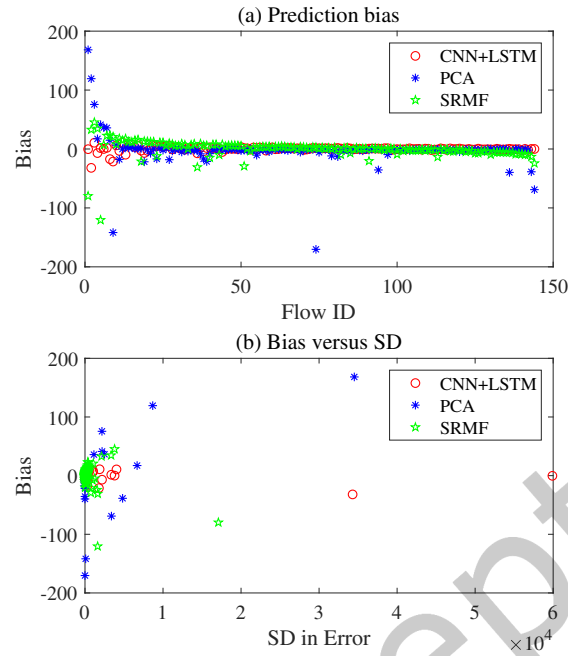 (a) Prediction bias
200
100
0
-100
-200
Bias
CNN+LSTM
PCA
SRMF
0
50
100
150
Flow ID
(b) Bias versus SD
200
100
0
-100
-200
Bias
CNN+LSTM
PCA
SRMF
0
1
2
3
4
5
6
×10⁴
SD in Error